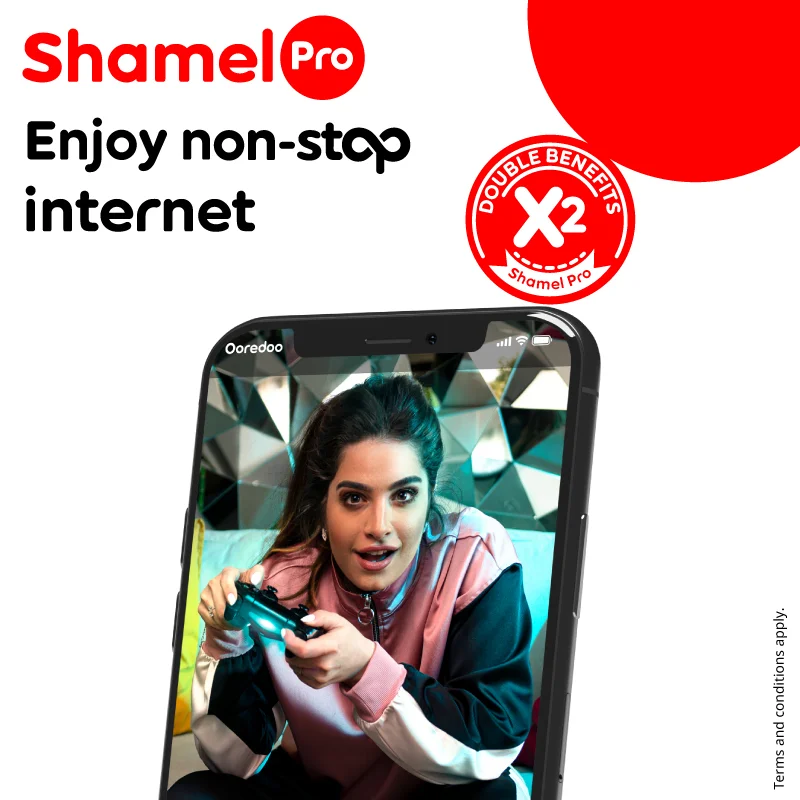 Shamel Pro
Enjoy non-stop
internet
DOUBLE BENEFITS
X2
Shamel Pro
Ooredoo
Terms and conditions apply.